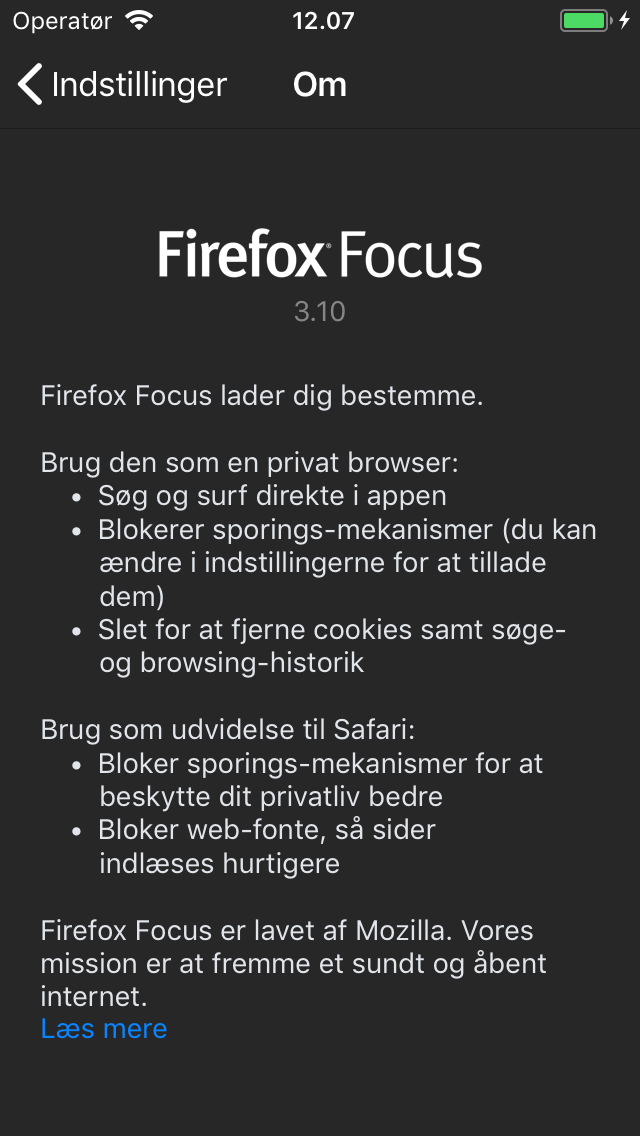 Operatør 12.07
Indstillinger Om
Firefox Focus
3.10
Firefox Focus lader dig bestemme.
Brug den som en privat browser:
• Søg og surf direkte i appen
• Blokerer sporings-mekanismer (du kan
ændre i indstillingerne for at tillade
dem)
• Slet for at fjerne cookies samt søge-
og browsing-historik
Brug som udvidelse til Safari:
• Bloker sporings-mekanismer for at
beskytte dit privatliv bedre
• Bloker web-fonte, så sider
indlæses hurtigere
Firefox Focus er lavet af Mozilla. Vores
mission er at fremme et sundt og åbent
internet.
Læs mere